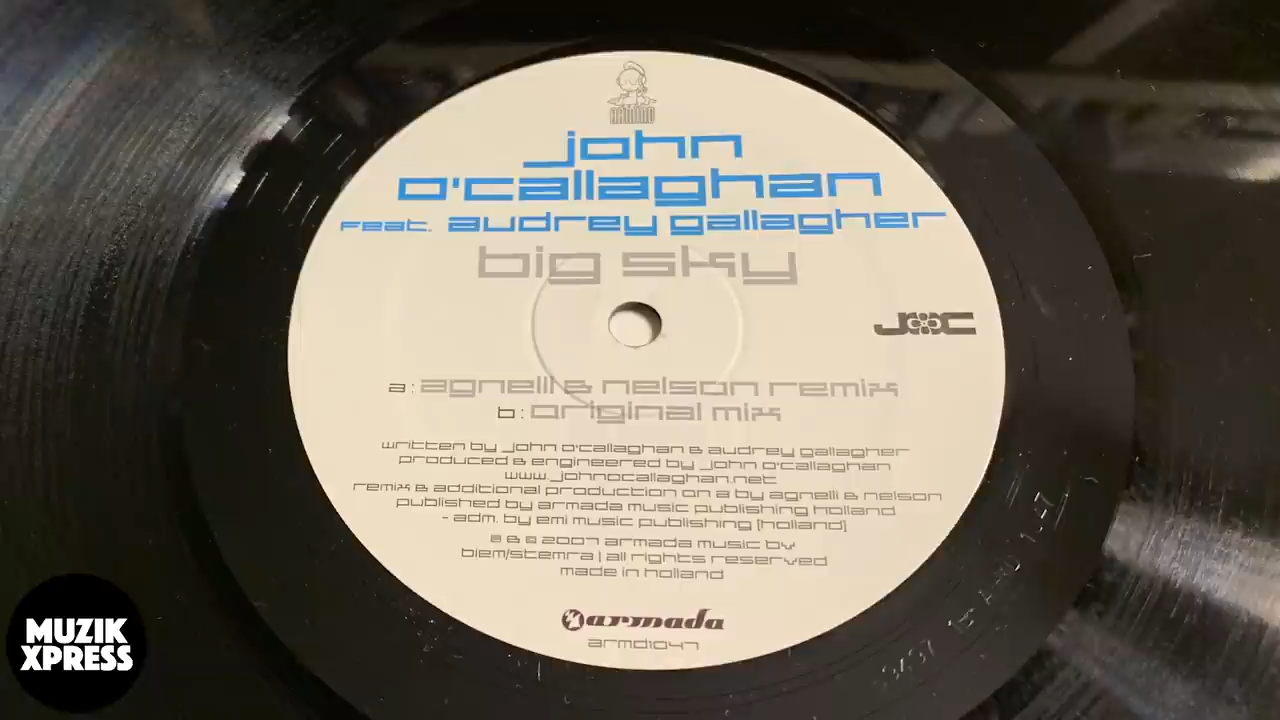 armind
john
o'callaghan
feat. audrey gallagher
big sky
JOC
a: agnelli & nelson remix
b: original mix
written by john o'callaghan & audrey gallagher
produced & engineered by john o'callaghan
www.johnocallaghan.net
remix & additional production on a by agnelli & nelson
published by armada music publishing holland
- adm. by emi music publishing [holland]
℗ & © 2007 armada music bv
biem/stemra | all rights reserved
made in holland
armada
armd1047
MUZIK
XPRESS